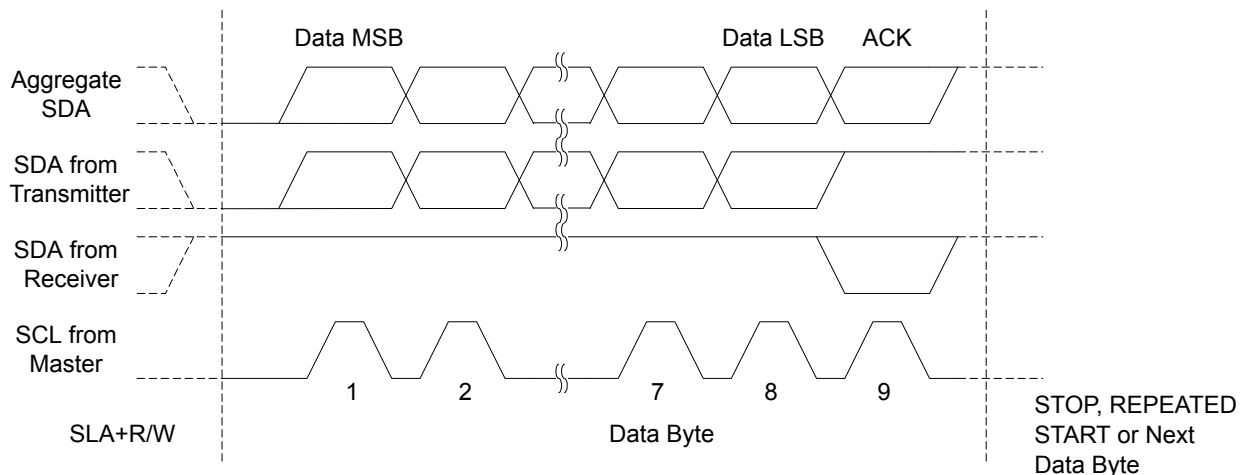 Data MSB
Data LSB
ACK
Aggregate
SDA
SDA from
Transmitter
SDA from
Receiver
SCL from
Master
1
2
7
8
9
SLA+R/W
Data Byte
STOP, REPEATED
START or Next
Data Byte